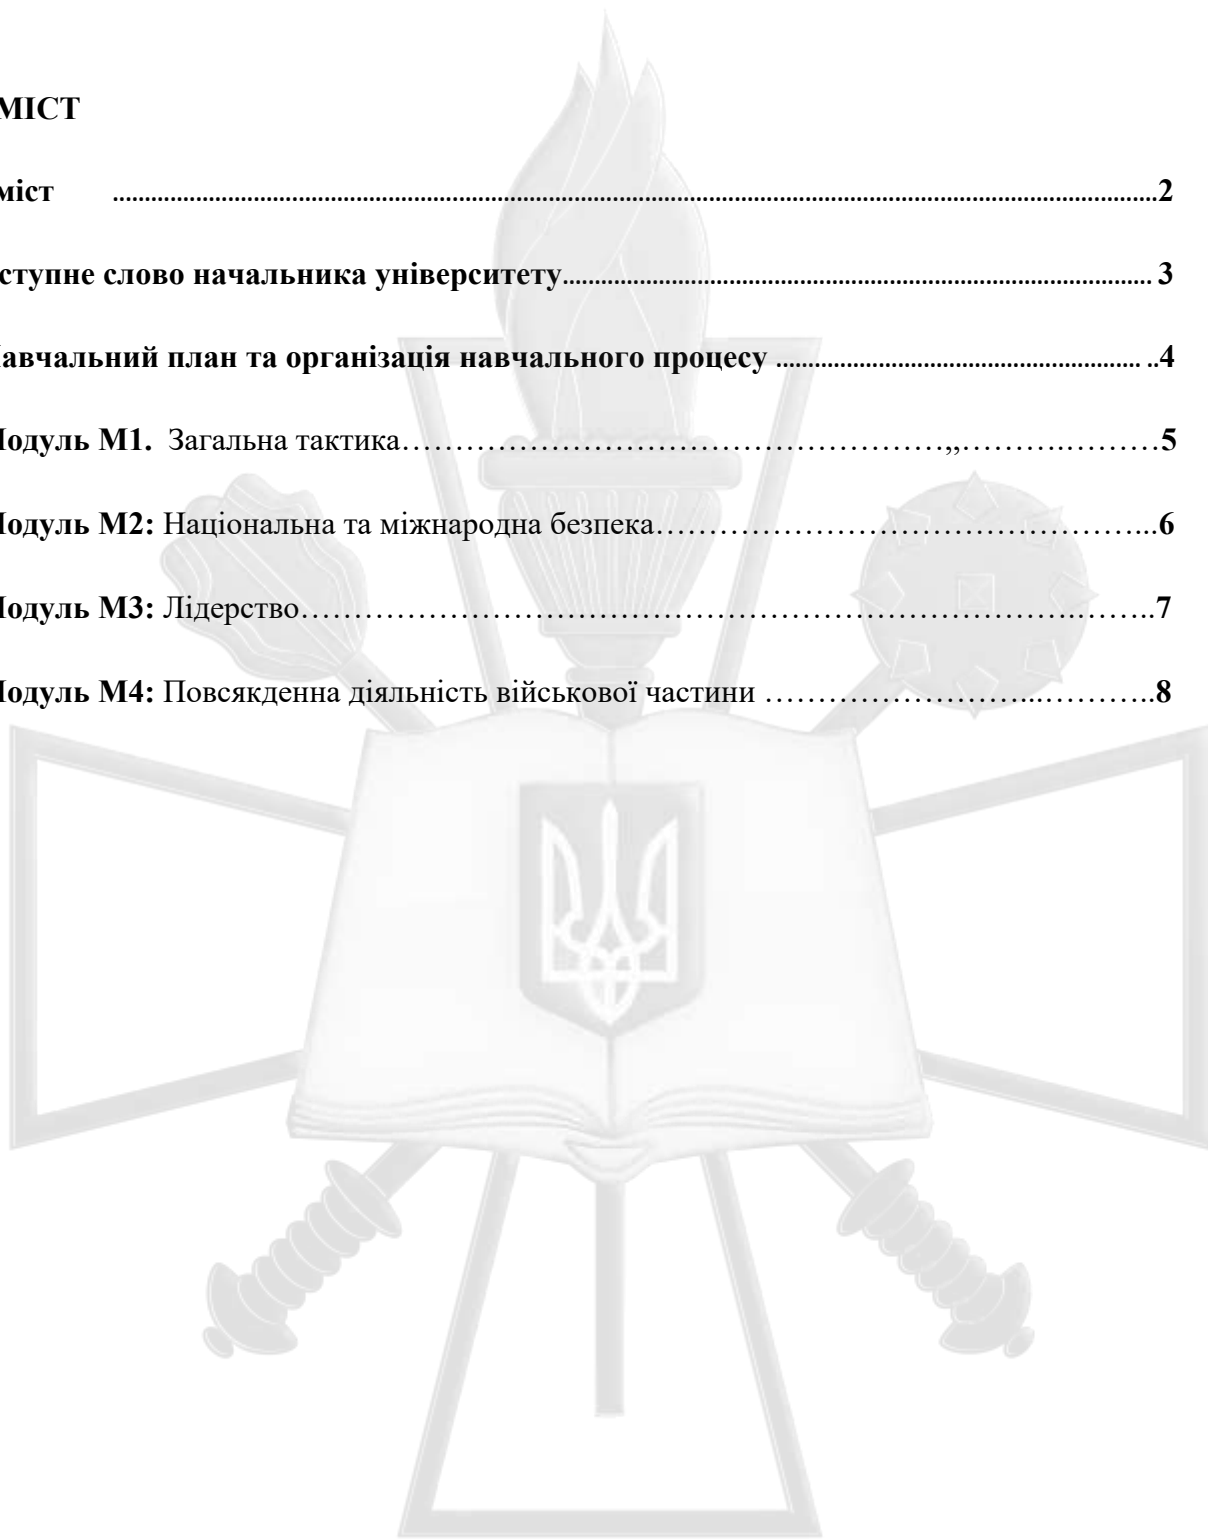 МІСТ
міст ........................................................................................................................................................2
ступне слово начальника університету........................................................................................ 3
авчальний план та організація навчального процесу ...................................................... ..4
одуль М1. Загальна тактика……………………………………………„……….………5
одуль М2: Національна та міжнародна безпека………………………………………...6
одуль М3: Лідерство…………………………………………………………….……..7
одуль М4: Повсякденна діяльність військової частини ……………………..………..8